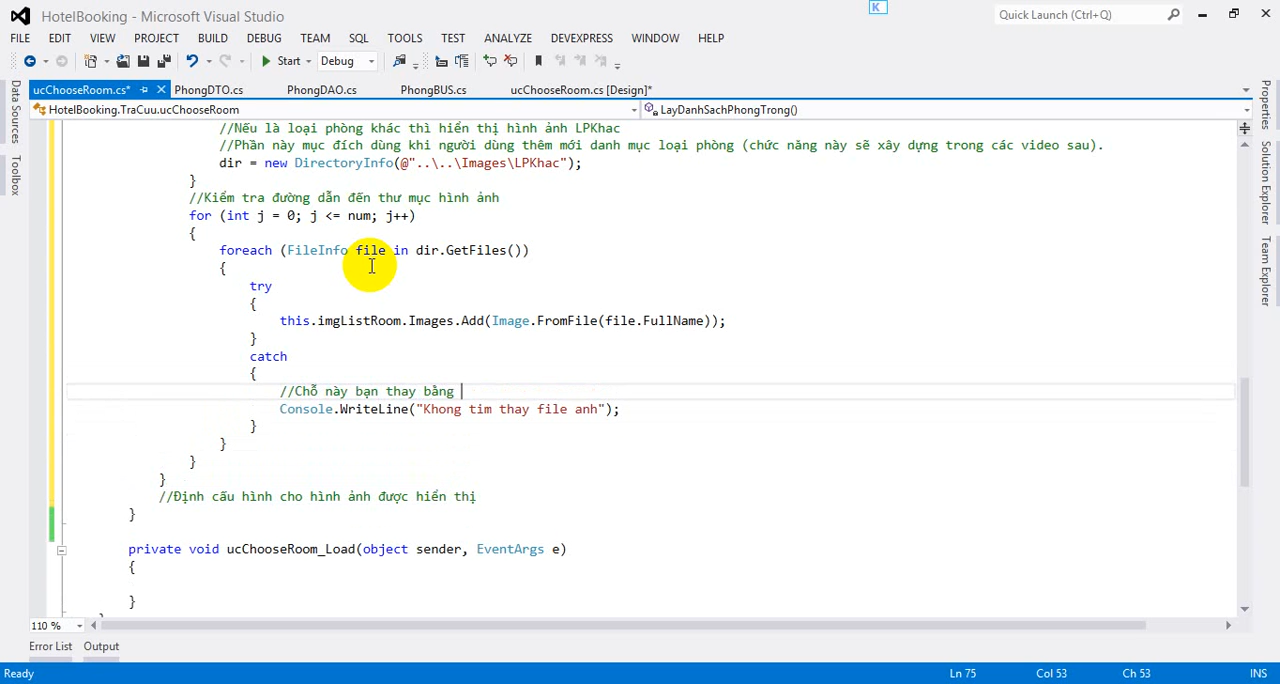 HotelBooking - Microsoft Visual Studio
K
Quick Launch (Ctrl+Q)
FILE EDIT VIEW PROJECT BUILD DEBUG TEAM SQL TOOLS TEST ANALYZE DEVEXPRESS WINDOW HELP
Start Debug
ucChooseRoom.cs* PhongDTO.cs PhongDAO.cs PhongBUS.cs ucChooseRoom.cs [Design]*
HotelBooking.TraCuu.ucChooseRoom LayDanhSachPhongTrong()
Data Sources
Toolbox
Properties
Solution Explorer
Team Explorer
//Nếu là loại phòng khác thì hiển thị hình ảnh LPKhac
//Phần này mục đích dùng khi người dùng thêm mới danh mục loại phòng (chức năng này sẽ xây dựng trong các video sau).
dir = new DirectoryInfo(@"..\..\Images\LPKhac");
}
//Kiểm tra đường dẫn đến thư mục hình ảnh
for (int j = 0; j <= num; j++)
{
foreach (FileInfo file in dir.GetFiles())
{
try
{
this.imgListRoom.Images.Add(Image.FromFile(file.FullName));
}
catch
{
//Chỗ này bạn thay bằng
Console.WriteLine("Khong tim thay file anh");
}
}
}
}
//Định cấu hình cho hình ảnh được hiển thị
}
private void ucChooseRoom_Load(object sender, EventArgs e)
{
}
110 %
Error List Output
Ready Ln 75 Col 53 Ch 53 INS